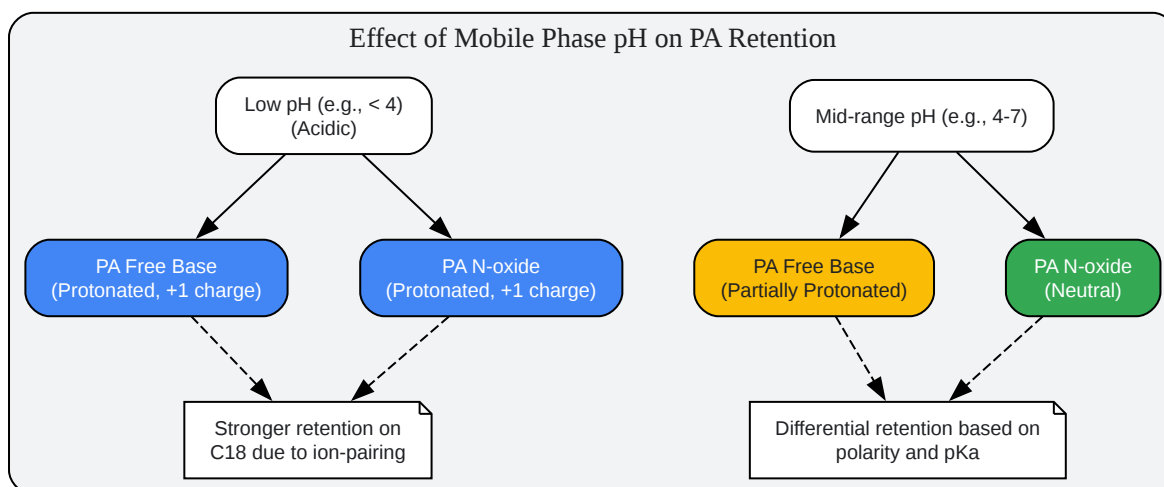 Effect of Mobile Phase pH on PA Retention
Low pH (e.g., < 4)
(Acidic)
Mid-range pH (e.g., 4-7)
PA Free Base
(Protonated, +1 charge)
PA N-oxide
(Protonated, +1 charge)
PA Free Base
(Partially Protonated)
PA N-oxide
(Neutral)
Stronger retention on
C18 due to ion-pairing
Differential retention based on
polarity and pKa